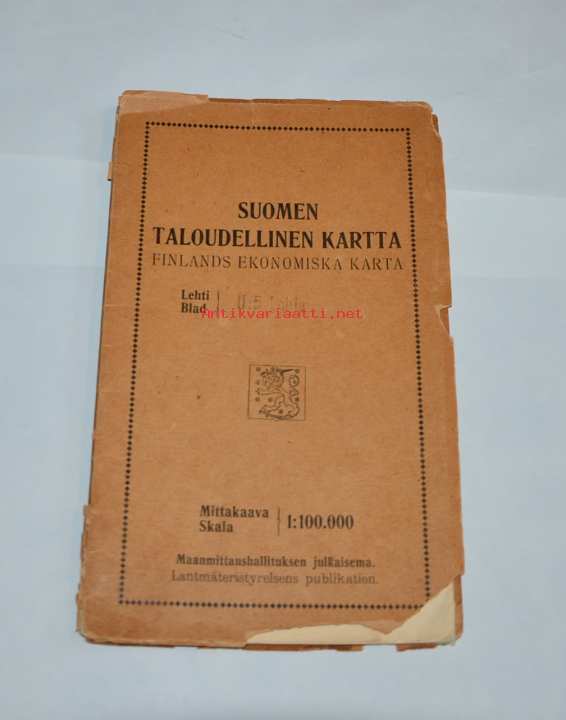 SUOMEN
TALOUDELLINEN KARTTA
FINLANDS EKONOMISKA KARTA
Lehti
Blad
Antikvariaatti.net
Mittakaava
Skala
1:100.000
Maanmittaushallituksen julkaisema.
Lantmäteristyrelsens publikation.